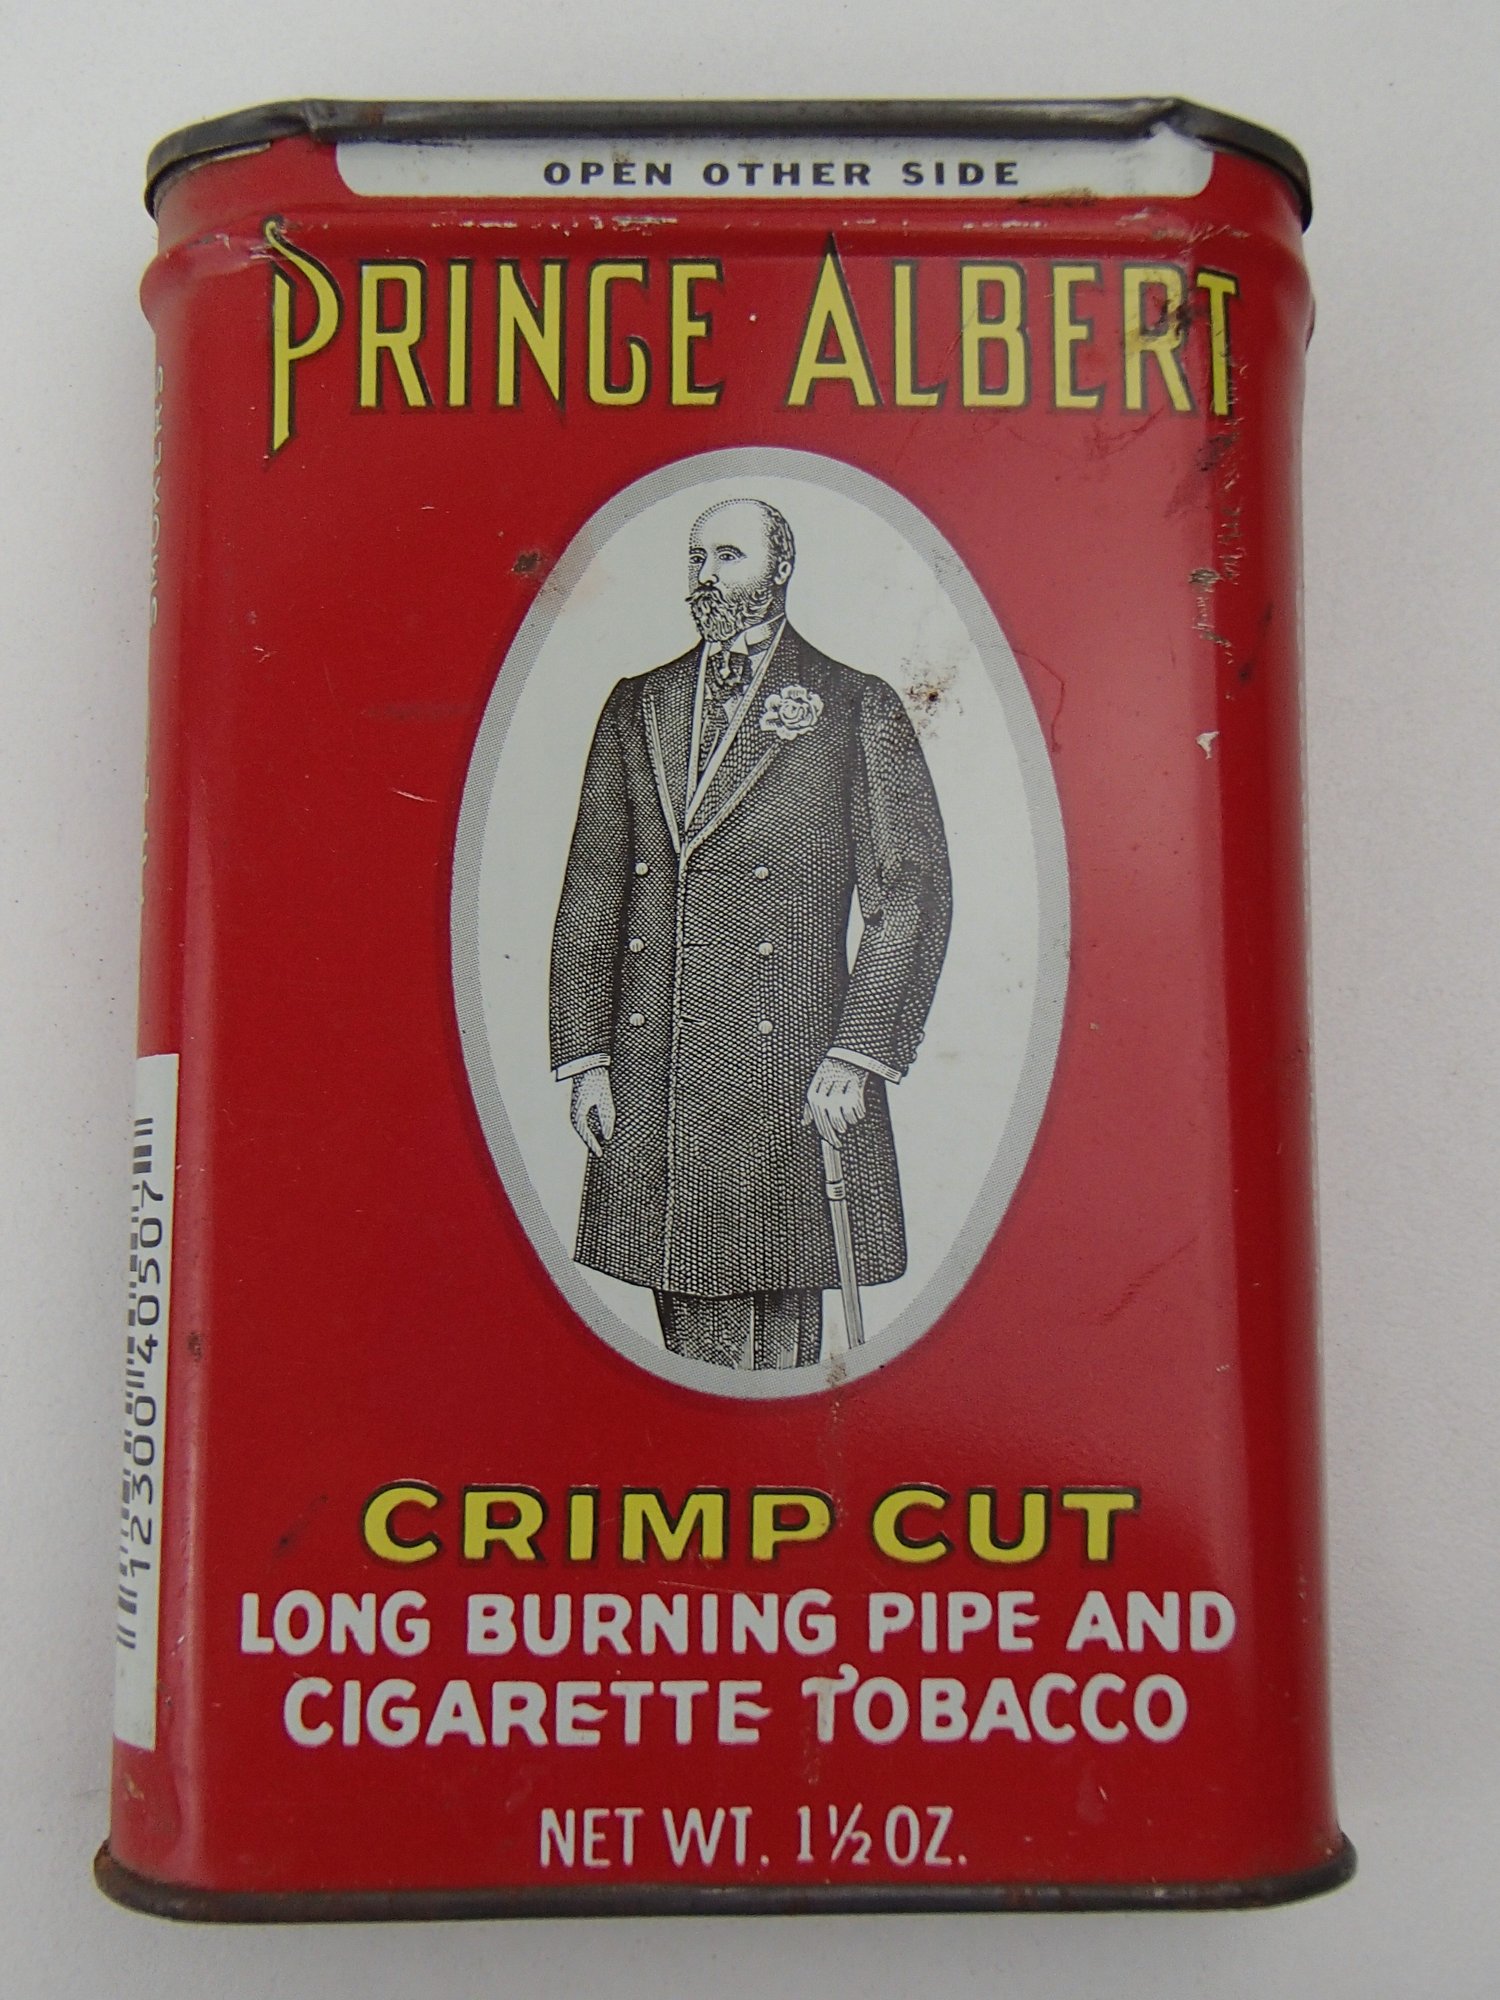 OPEN OTHER SIDE
PRINCE ALBERT
CRIMP CUT
LONG BURNING PIPE AND
CIGARETTE TOBACCO
NET WT. 1½ OZ.
SMOKERS
12300 40507